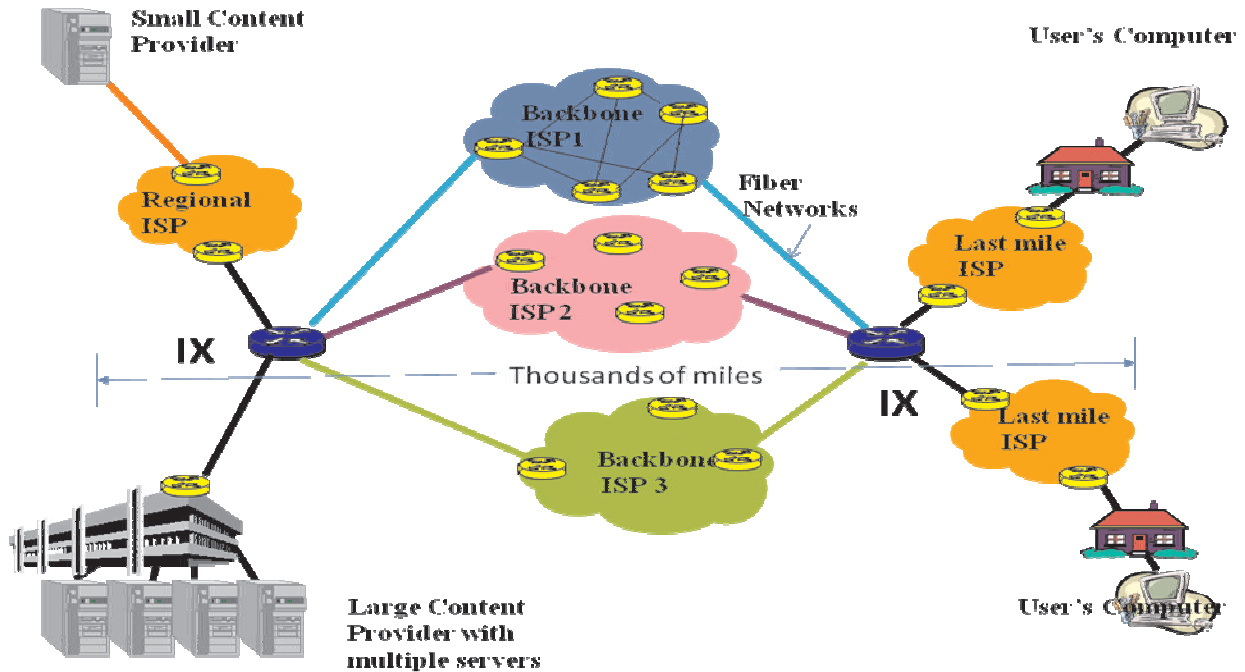 Small Content
Provider
User's Computer
Backbone
ISP1
Fiber
Networks
Regional
ISP
Last mile
ISP
Backbone
ISP 2
IX
Thousands of miles
IX
Last mile
ISP
Backbone
ISP 3
Large Content
Provider with
multiple servers
User's Computer